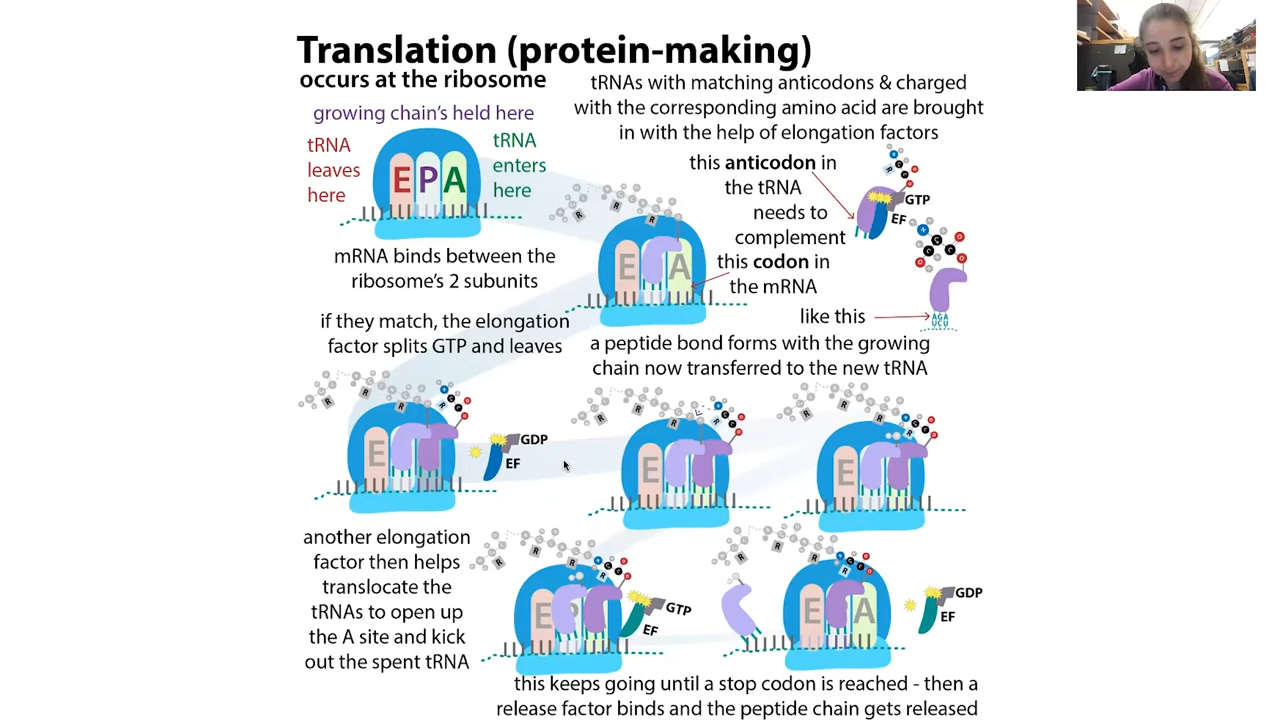 Translation (protein-making)
occurs at the ribosome
growing chain's held here
tRNA
leaves
here
E P A
tRNA
enters
here
mRNA binds between the
ribosome's 2 subunits
tRNAs with matching anticodons & charged
with the corresponding amino acid are brought
in with the help of elongation factors
this anticodon in
the tRNA
needs to
complement
this codon in
the mRNA
like this
GTP
EF
AGA
UCU
R
R
R
E A
if they match, the elongation
factor splits GTP and leaves
a peptide bond forms with the growing
chain now transferred to the new tRNA
R
R
R
R
E
GDP
EF
R
R
R
R
E
R
R
R
R
E
another elongation
factor then helps
translocate the
tRNAs to open up
the A site and kick
out the spent tRNA
R
R
R
R
E P
GTP
EF
R
R
R
R
E A
GDP
EF
this keeps going until a stop codon is reached - then a
release factor binds and the peptide chain gets released